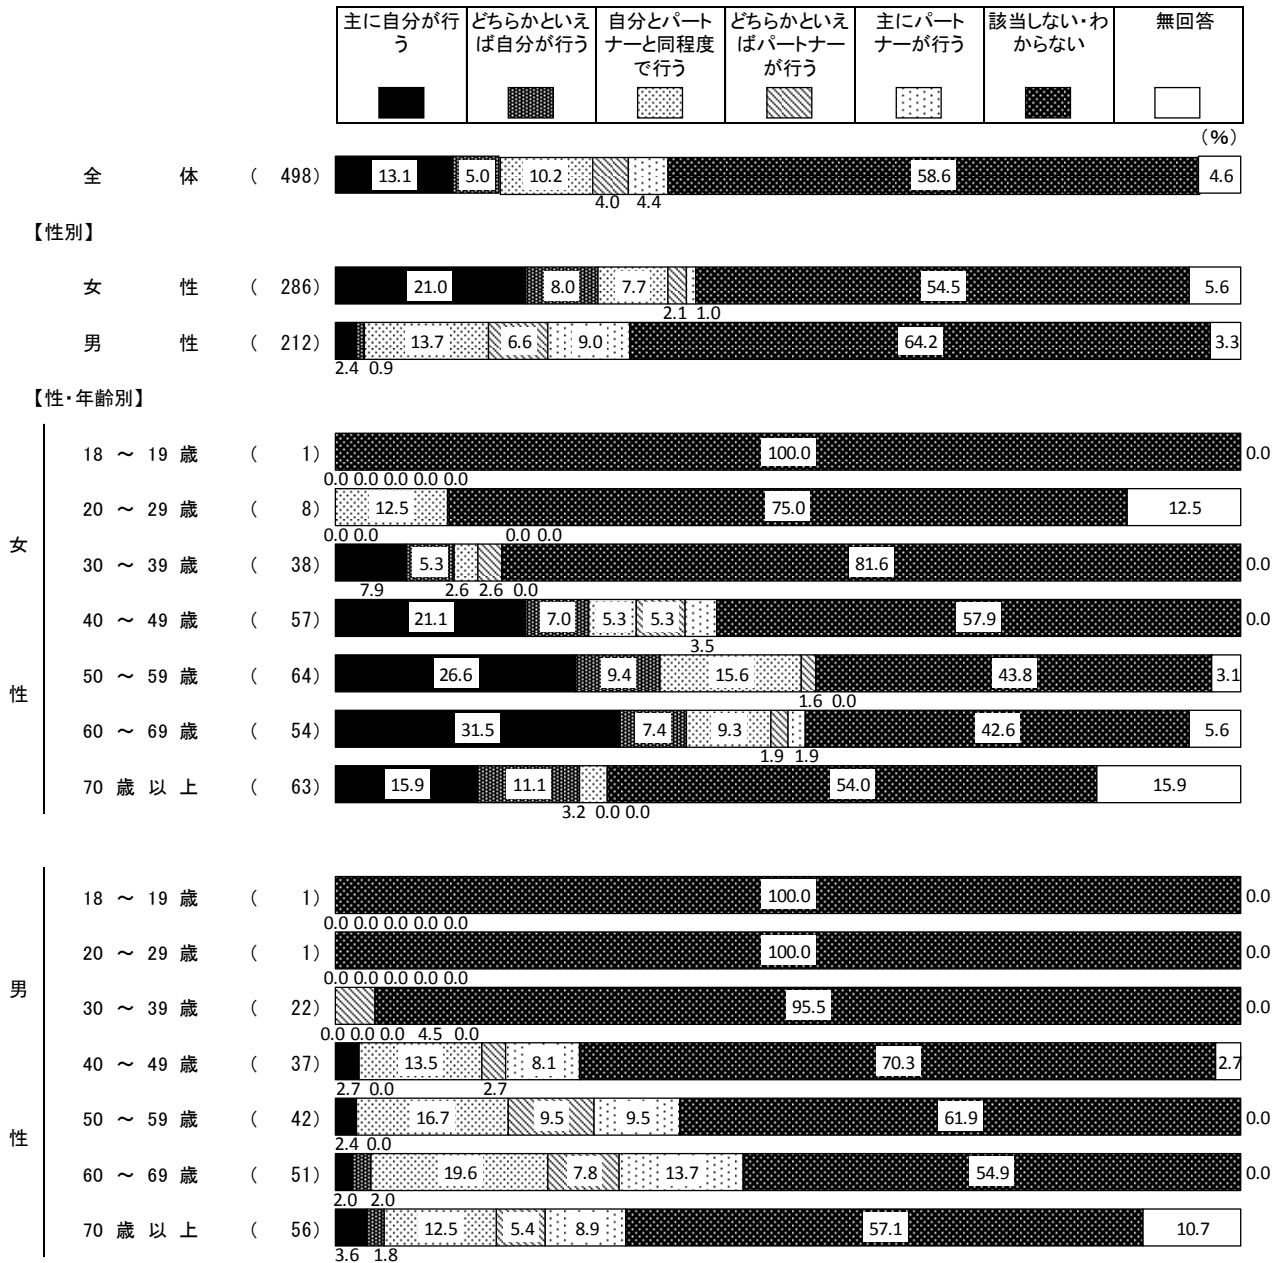 主に自分が行う
どちらかといえば自分が行う
自分とパートナーと同程度で行う
どちらかといえばパートナーが行う
主にパートナーが行う
該当しない・わからない
無回答
(%)
全 体 ( 498) 13.1 5.0 10.2 58.6 4.6
4.0 4.4
【性別】
女 性 ( 286) 21.0 8.0 7.7 54.5 5.6
2.1 1.0
男 性 ( 212) 13.7 6.6 9.0 64.2 3.3
2.4 0.9
【性・年齢別】
女性
18 ～ 19 歳 ( 1) 100.0 0.0
0.0 0.0 0.0 0.0 0.0
20 ～ 29 歳 ( 8) 12.5 75.0 12.5
0.0 0.0 0.0 0.0
30 ～ 39 歳 ( 38) 5.3 81.6 0.0
7.9 2.6 2.6 0.0
40 ～ 49 歳 ( 57) 21.1 7.0 5.3 5.3 57.9 0.0
3.5
50 ～ 59 歳 ( 64) 26.6 9.4 15.6 43.8 3.1
1.6 0.0
60 ～ 69 歳 ( 54) 31.5 7.4 9.3 42.6 5.6
1.9 1.9
70 歳 以 上 ( 63) 15.9 11.1 54.0 15.9
3.2 0.0 0.0
男性
18 ～ 19 歳 ( 1) 100.0 0.0
0.0 0.0 0.0 0.0 0.0
20 ～ 29 歳 ( 1) 100.0 0.0
0.0 0.0 0.0 0.0 0.0
30 ～ 39 歳 ( 22) 95.5 0.0
0.0 0.0 0.0 4.5 0.0
40 ～ 49 歳 ( 37) 13.5 8.1 70.3 2.7
2.7 0.0 2.7
50 ～ 59 歳 ( 42) 16.7 9.5 9.5 61.9 0.0
2.4 0.0
60 ～ 69 歳 ( 51) 19.6 7.8 13.7 54.9 0.0
2.0 2.0
70 歳 以 上 ( 56) 12.5 5.4 8.9 57.1 10.7
3.6 1.8